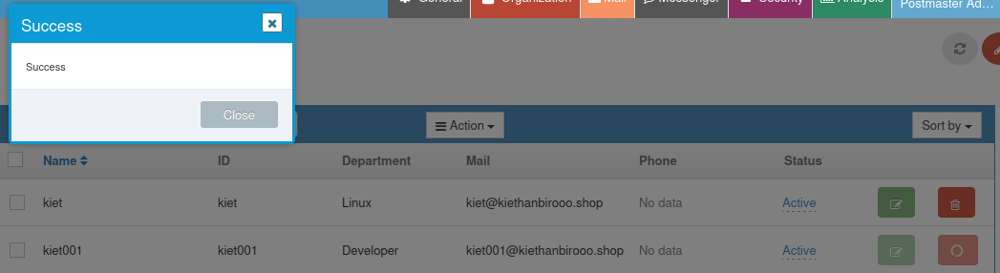 General Organization Mail Messenger Security Analysis Postmaster Ad...
Success
Success
Close
Action
Sort by
Name ID Department Mail Phone Status
kiet kiet Linux kiet@kiethanbirooo.shop No data Active
kiet001 kiet001 Developer kiet001@kiethanbirooo.shop No data Active